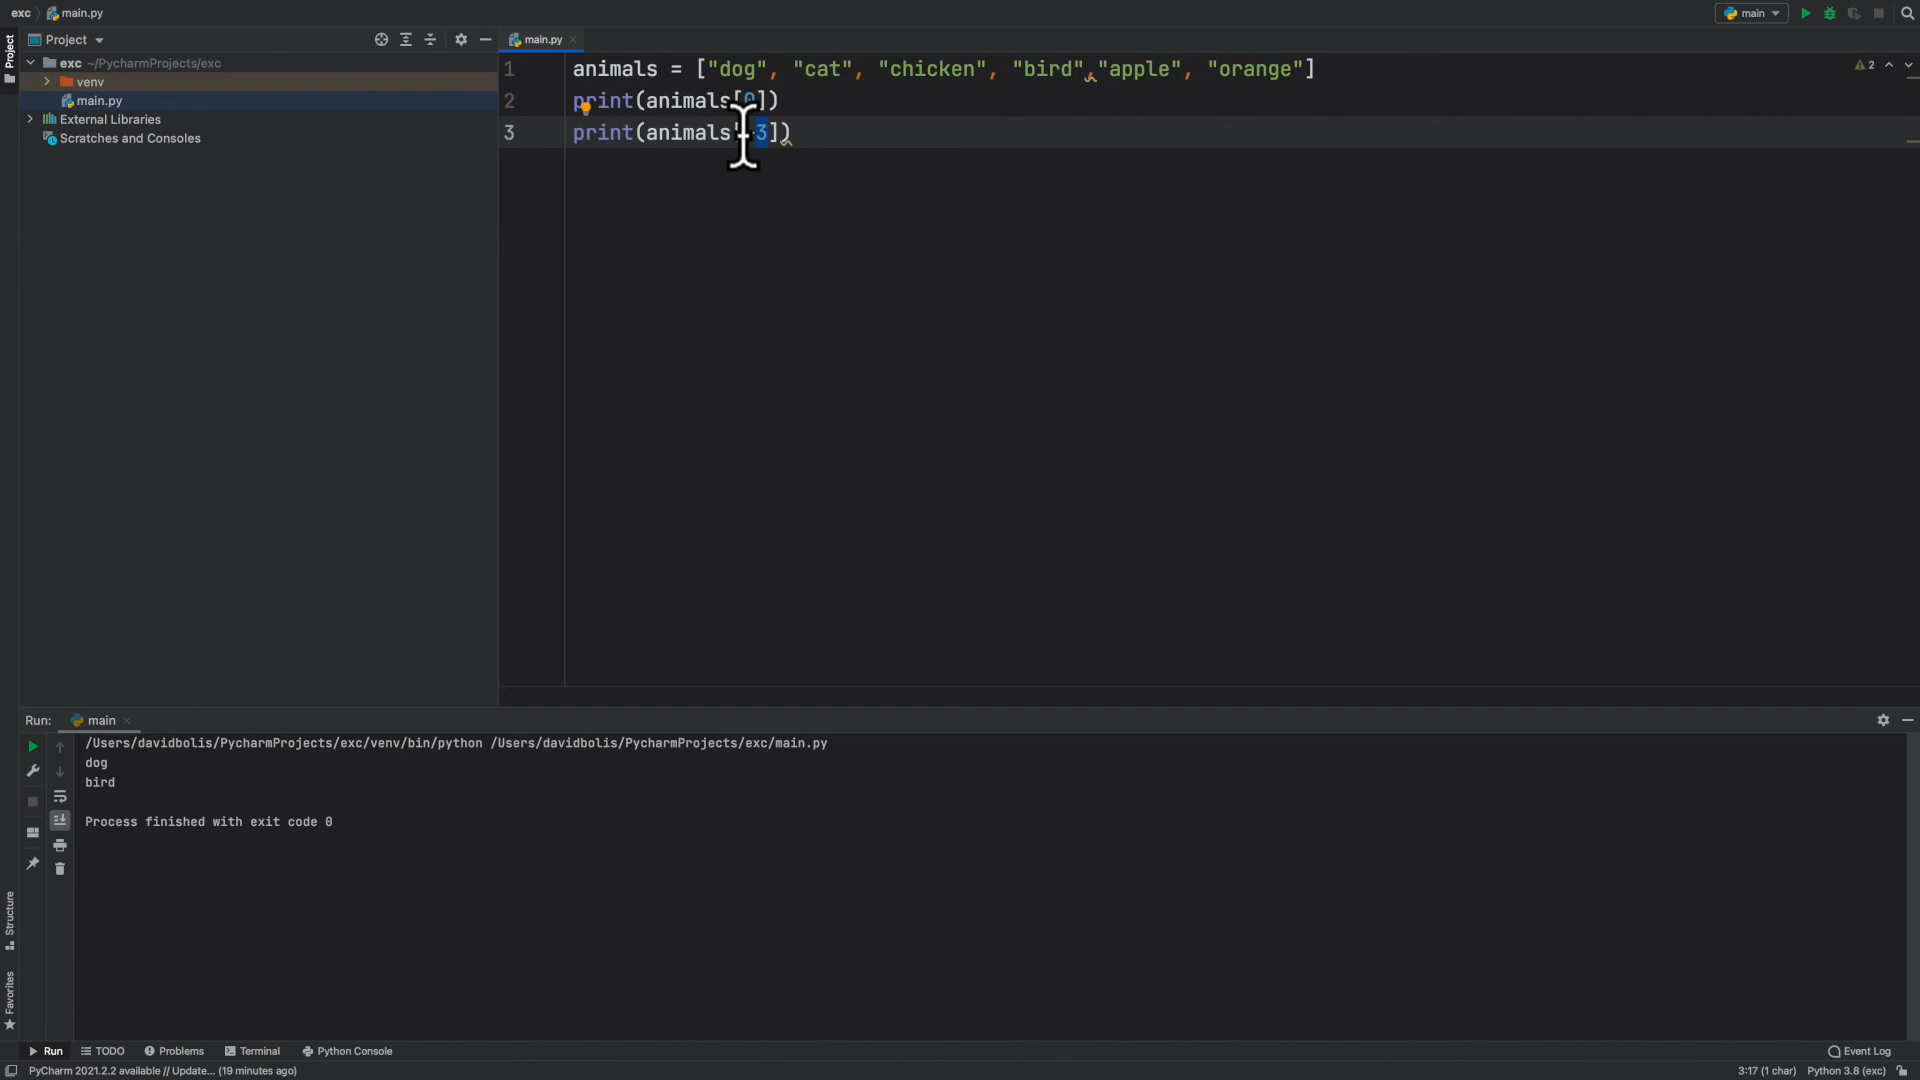 exc main.py
main
Project
Project
main.py
exc ~/PycharmProjects/exc
venv
main.py
External Libraries
Scratches and Consoles
1 animals = ["dog", "cat", "chicken", "bird","apple", "orange"]
2
2 print(animals[0])
3 print(animals[-3])
Run: main
/Users/davidbolis/PycharmProjects/exc/venv/bin/python /Users/davidbolis/PycharmProjects/exc/main.py
dog
bird
Process finished with exit code 0
Structure
Favorites
Run TODO Problems Terminal Python Console
Event Log
PyCharm 2021.2.2 available // Update... (19 minutes ago)
3:17 (1 char) Python 3.8 (exc)